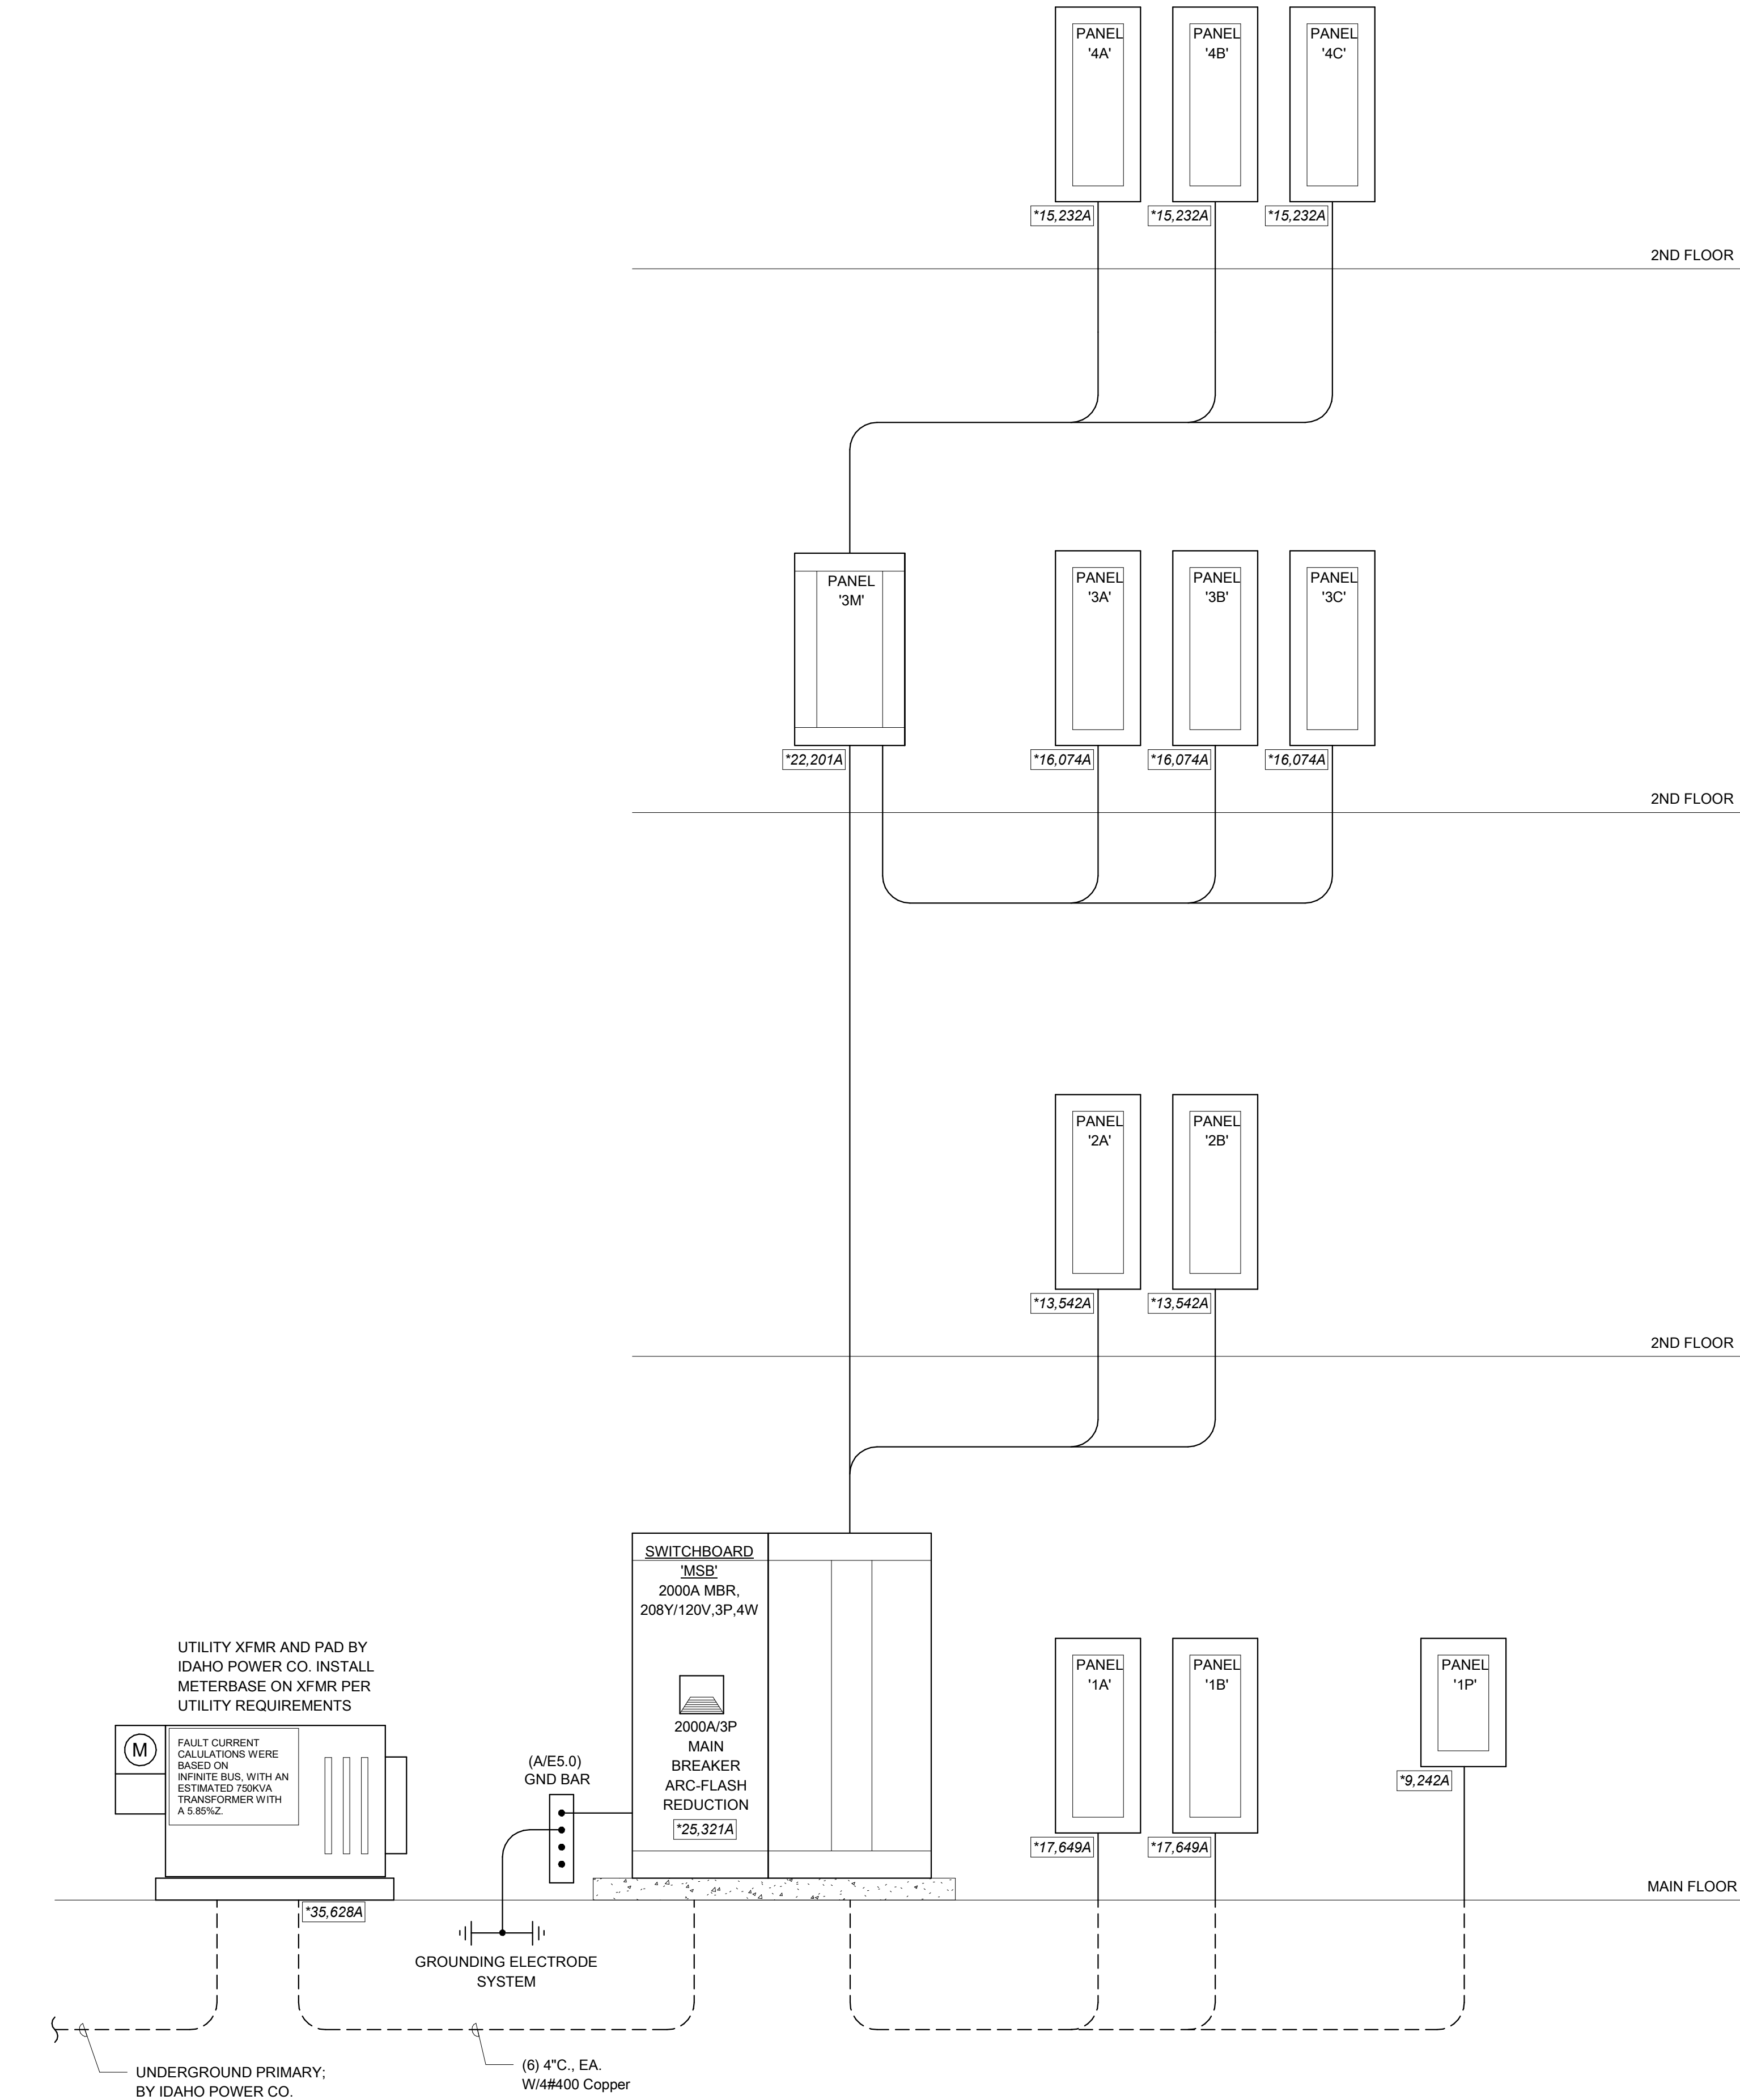 PANEL
'4A'
PANEL
'4B'
PANEL
'4C'
*15,232A
*15,232A
*15,232A
2ND FLOOR
PANEL
'3M'
PANEL
'3A'
PANEL
'3B'
PANEL
'3C'
*22,201A
*16,074A
*16,074A
*16,074A
2ND FLOOR
PANEL
'2A'
PANEL
'2B'
*13,542A
*13,542A
2ND FLOOR
SWITCHBOARD
'MSB'
2000A MBR,
208Y/120V,3P,4W
2000A/3P
MAIN
BREAKER
ARC-FLASH
REDUCTION
*25,321A
UTILITY XFMR AND PAD BY
IDAHO POWER CO. INSTALL
METERBASE ON XFMR PER
UTILITY REQUIREMENTS
M
FAULT CURRENT
CALULATIONS WERE
BASED ON
INFINITE BUS, WITH AN
ESTIMATED 750KVA
TRANSFORMER WITH
A 5.85%Z.
(A/E5.0)
GND BAR
PANEL
'1A'
PANEL
'1B'
PANEL
'1P'
*9,242A
*17,649A
*17,649A
MAIN FLOOR
*35,628A
GROUNDING ELECTRODE
SYSTEM
UNDERGROUND PRIMARY;
BY IDAHO POWER CO.
(6) 4"C., EA.
W/4#400 Copper